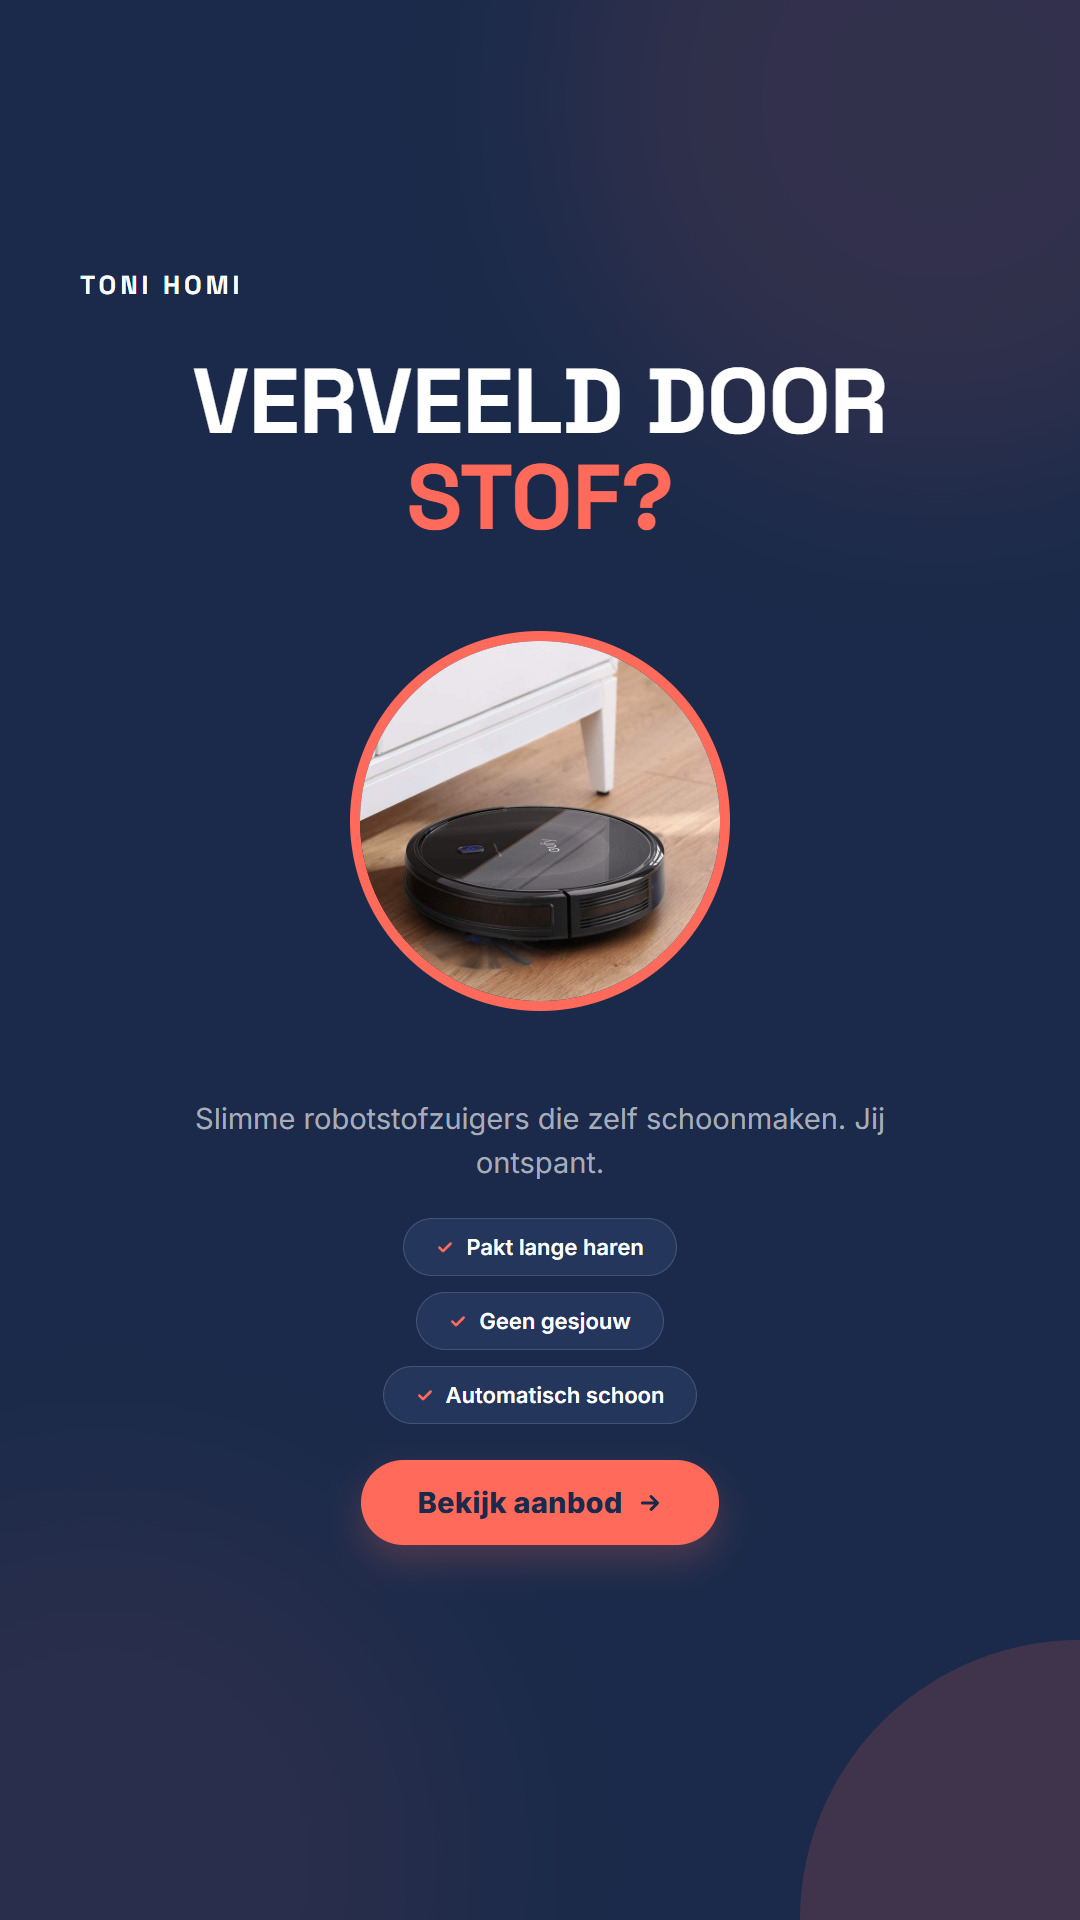 TONI HOMI
VERVEELD DOOR
STOF?
eufy
Slimme robotstofzuigers die zelf schoonmaken. Jij
ontspant.
Pakt lange haren
Geen gesjouw
Automatisch schoon
Bekijk aanbod